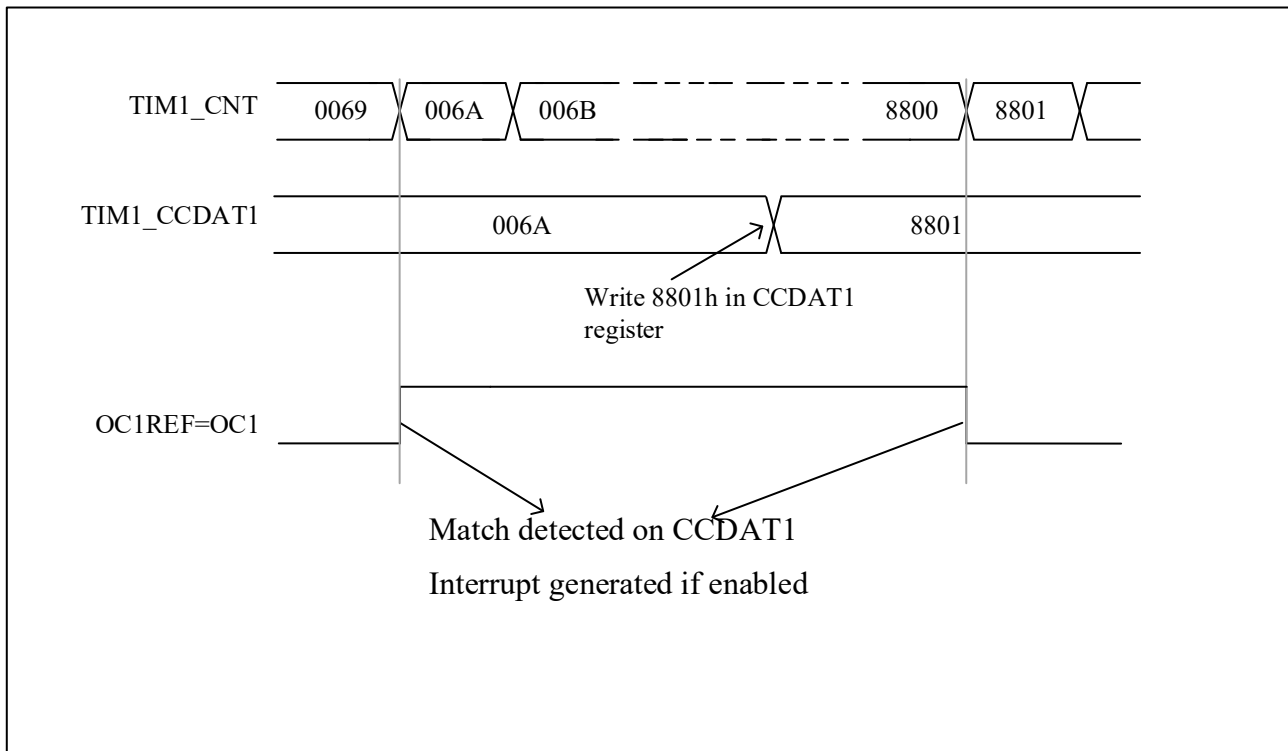 TIM1_CNT 0069 006A 006B 8800 8801
TIM1_CCDAT1 006A 8801
Write 8801h in CCDAT1
register
OC1REF=OC1
Match detected on CCDAT1
Interrupt generated if enabled